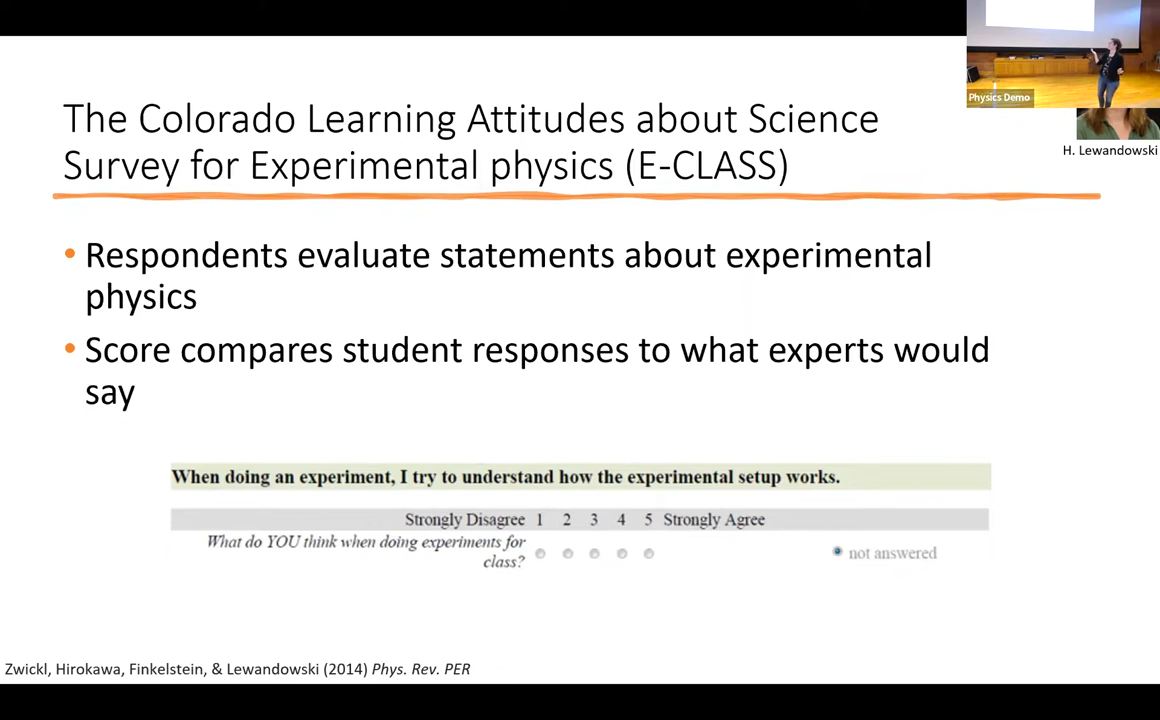 Physics Demo
H. Lewandowski
The Colorado Learning Attitudes about Science
Survey for Experimental physics (E-CLASS)
• Respondents evaluate statements about experimental
physics
• Score compares student responses to what experts would
say
When doing an experiment, I try to understand how the experimental setup works.
Strongly Disagree 1 2 3 4 5 Strongly Agree
What do YOU think when doing experiments for
class?
not answered
Zwickl, Hirokawa, Finkelstein, & Lewandowski (2014) Phys. Rev. PER